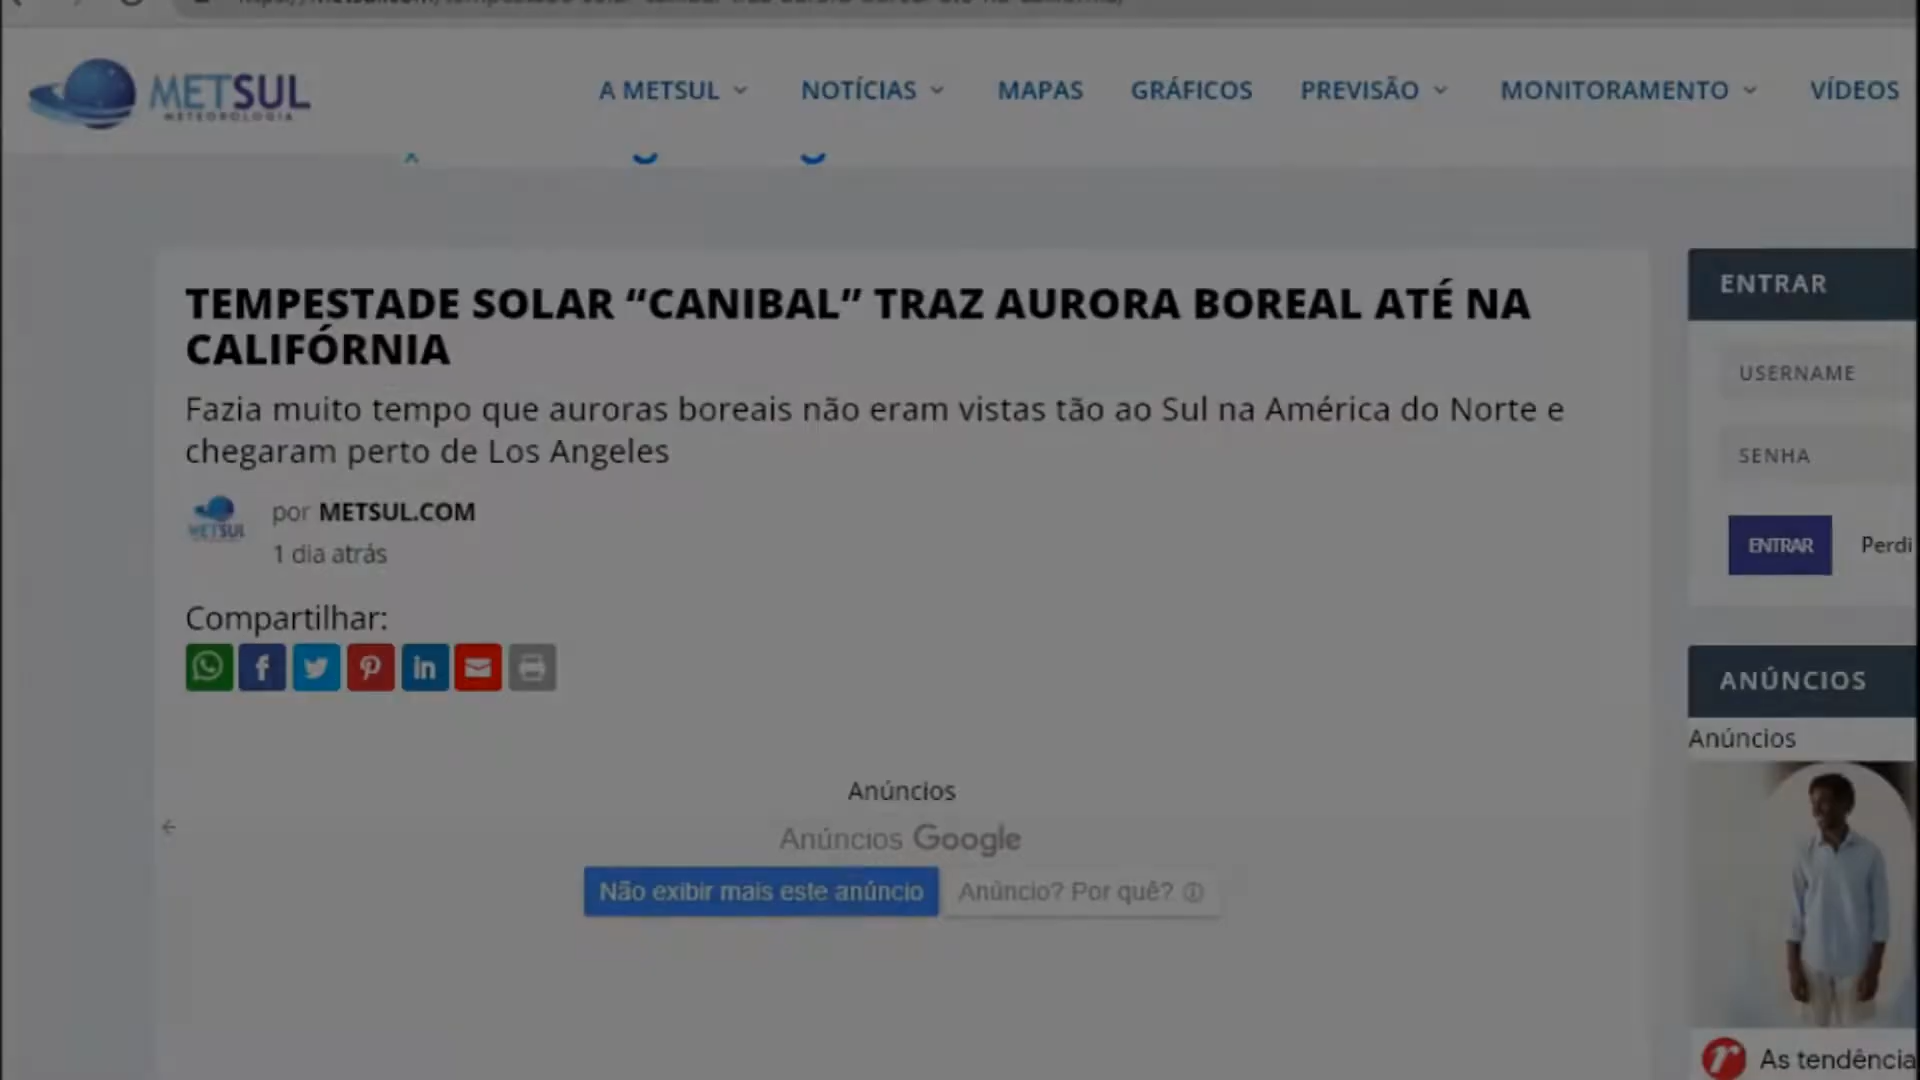 METSUL
METEOROLOGIA
A METSUL
NOTÍCIAS
MAPAS
GRÁFICOS
PREVISÃO
MONITORAMENTO
VÍDEOS
TEMPESTADE SOLAR “CANIBAL” TRAZ AURORA BOREAL ATÉ NA
CALIFÓRNIA
Fazia muito tempo que auroras boreais não eram vistas tão ao Sul na América do Norte e
chegaram perto de Los Angeles
METSUL
por METSUL.COM
1 dia atrás
Compartilhar:
Anúncios
Anúncios Google
Não exibir mais este anúncio
Anúncio? Por quê?
ENTRAR
USERNAME
SENHA
ENTRAR
Perdi
ANÚNCIOS
Anúncios
As tendência